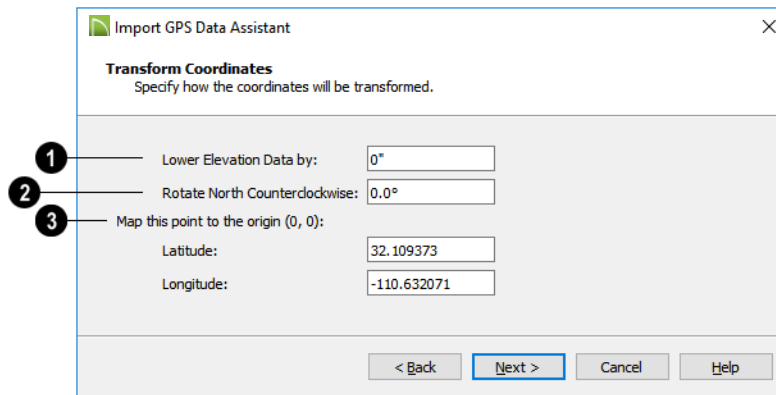 Import GPS Data Assistant
Transform Coordinates
Specify how the coordinates will be transformed.
1 Lower Elevation Data by: 0"
2 Rotate North Counterclockwise: 0.0°
3 Map this point to the origin (0, 0):
Latitude: 32.109373
Longitude: -110.632071
< Back Next > Cancel Help